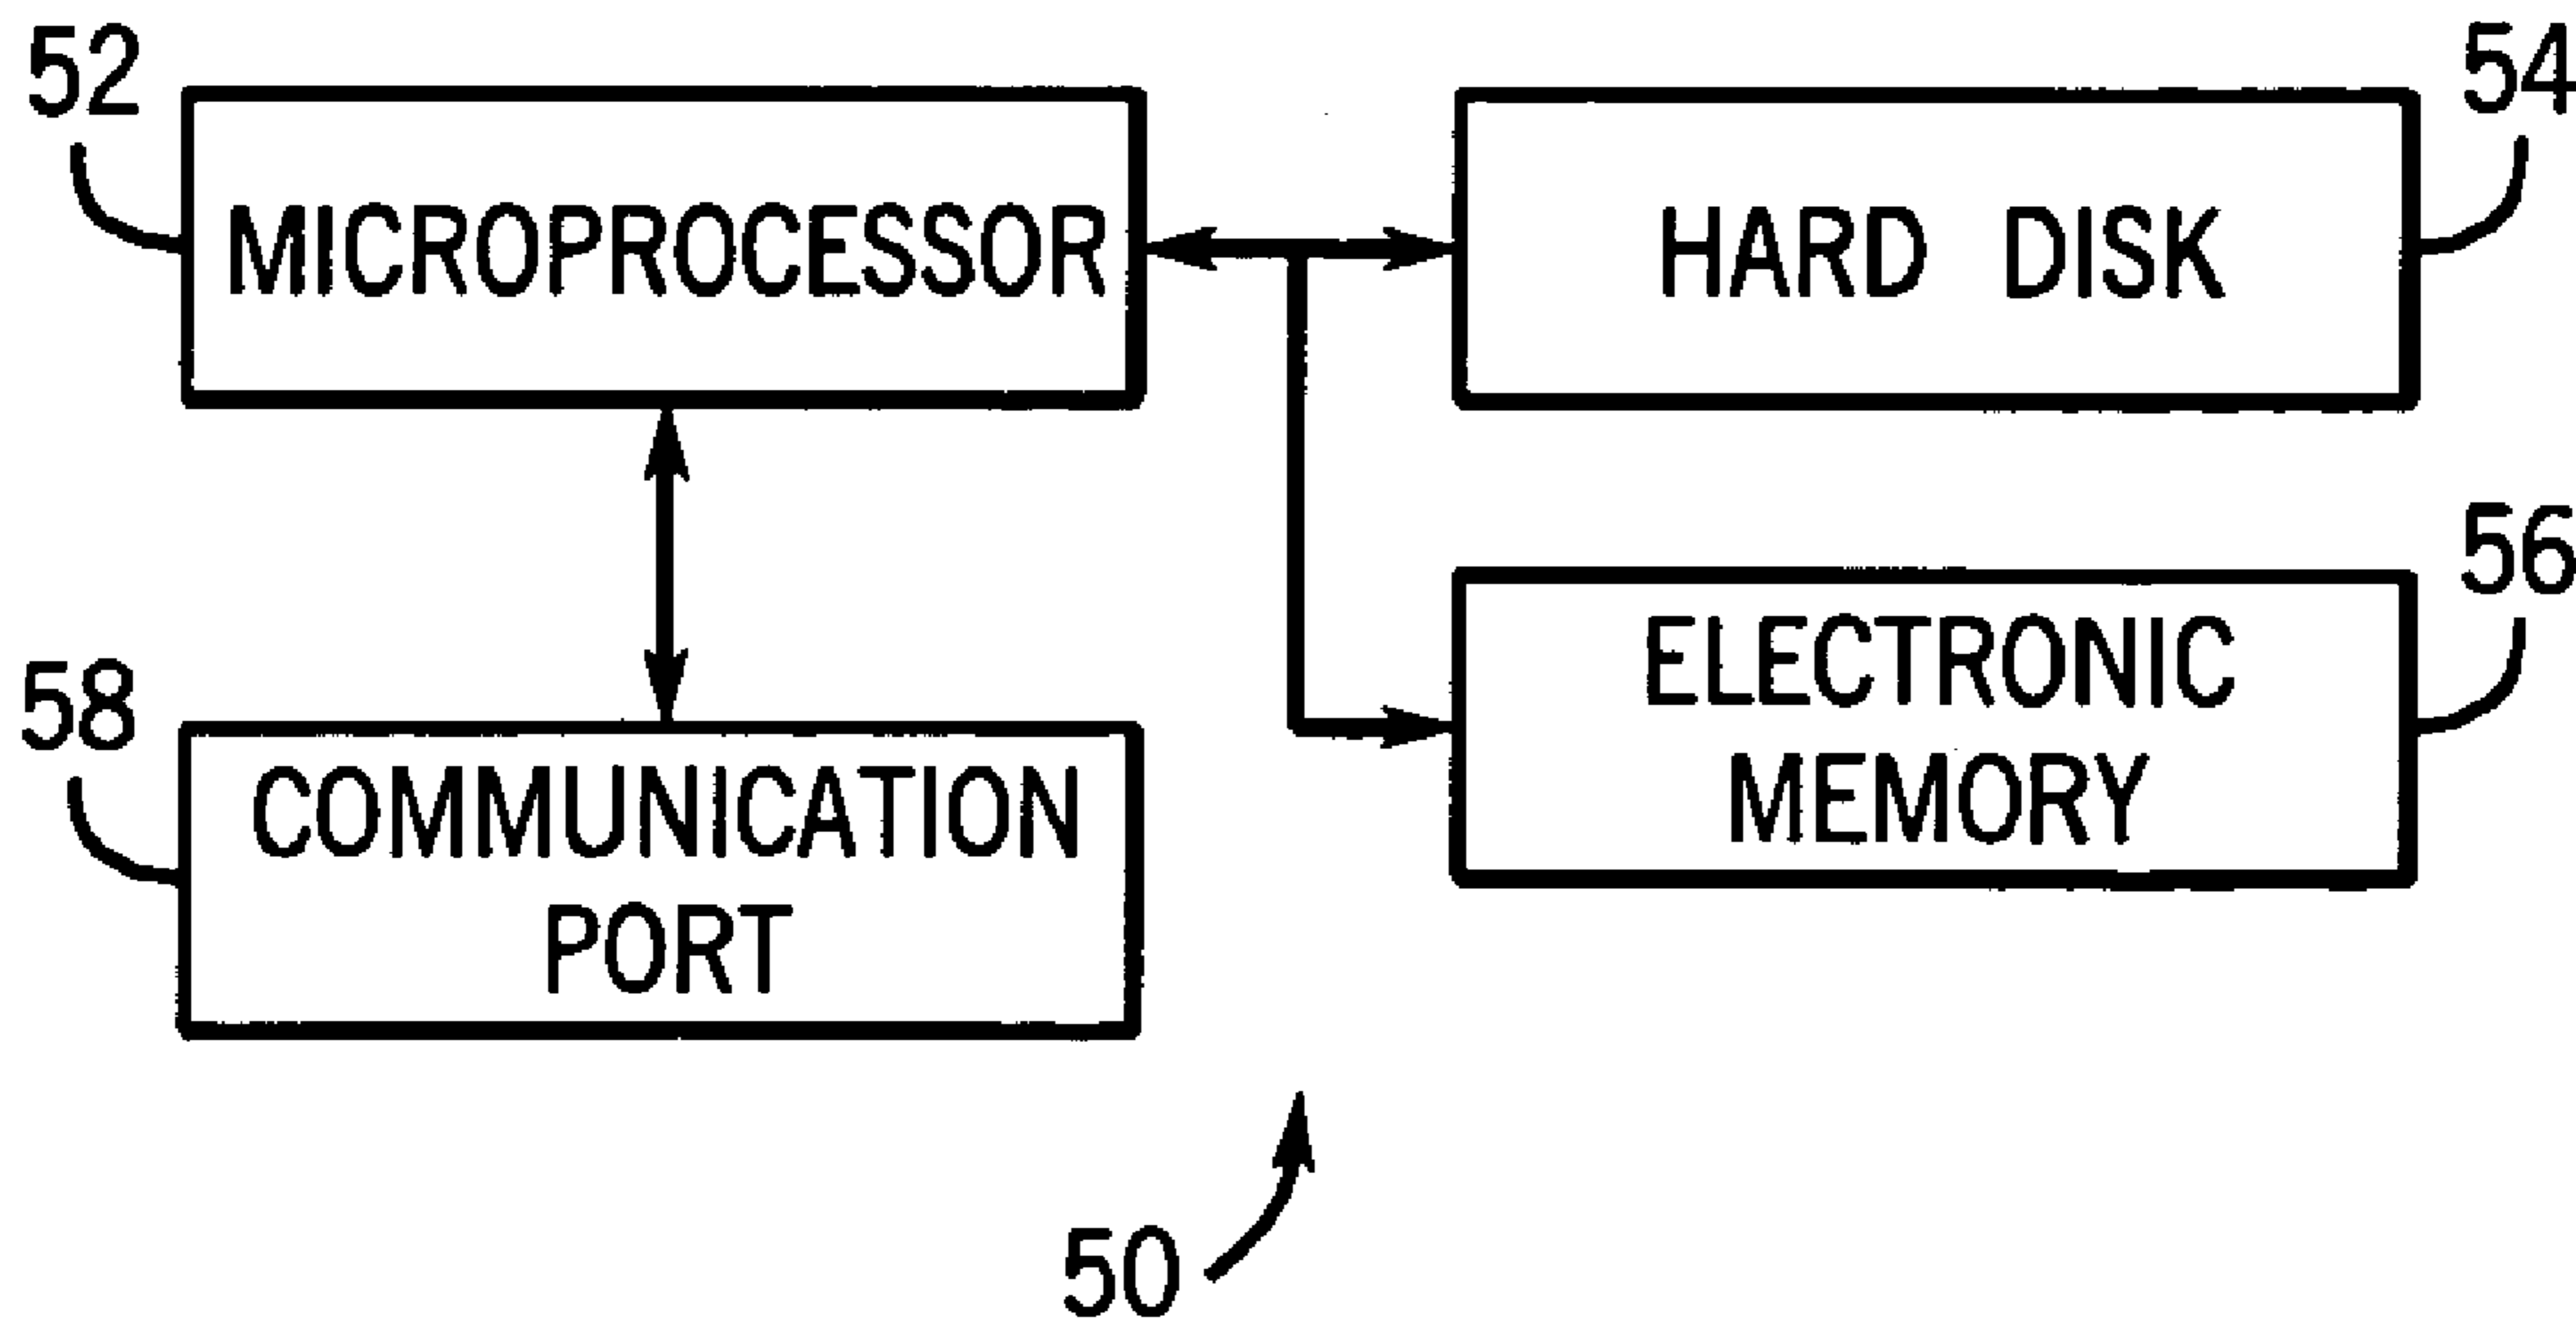 52
54
MICROPROCESSOR
HARD DISK
56
ELECTRONIC
MEMORY
58
COMMUNICATION
PORT
50